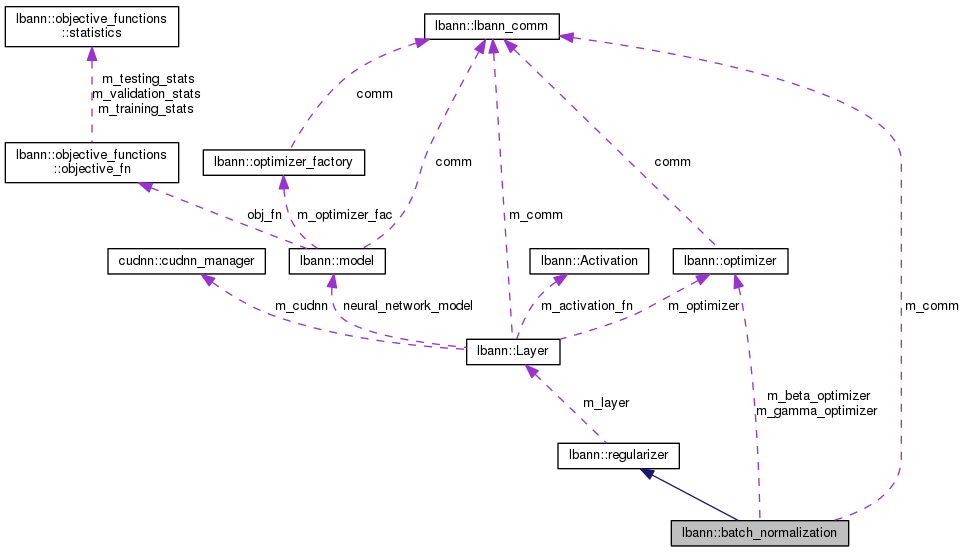 lbann::objective_functions
::statistics
lbann::lbann_comm
m_testing_stats
m_validation_stats
m_training_stats
comm
lbann::objective_functions
::objective_fn
lbann::optimizer_factory
comm
comm
obj_fn
m_optimizer_fac
m_comm
cudnn::cudnn_manager
lbann::model
lbann::Activation
lbann::optimizer
m_cudnn
neural_network_model
m_activation_fn
m_optimizer
m_comm
lbann::Layer
m_layer
m_beta_optimizer
m_gamma_optimizer
lbann::regularizer
lbann::batch_normalization